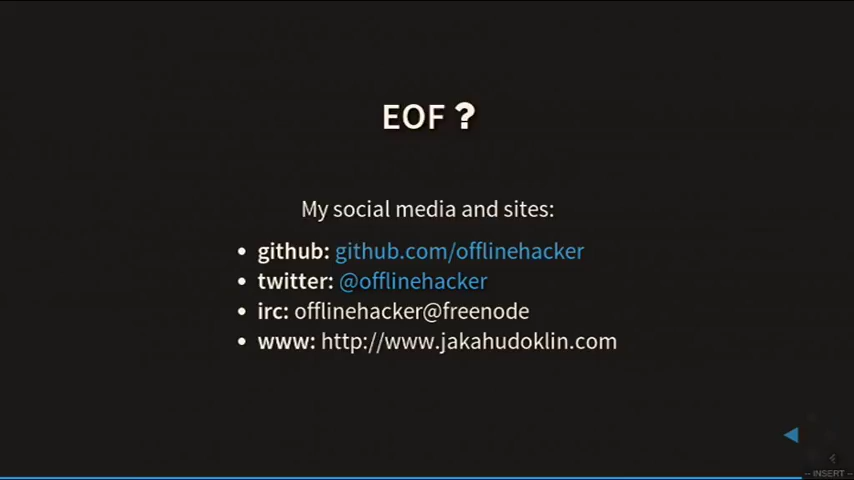 EOF ?
My social media and sites:
• github: github.com/offlinehacker
• twitter: @offlinehacker
• irc: offlinehacker@freenode
• www: http://www.jakahudoklin.com
-- INSERT --